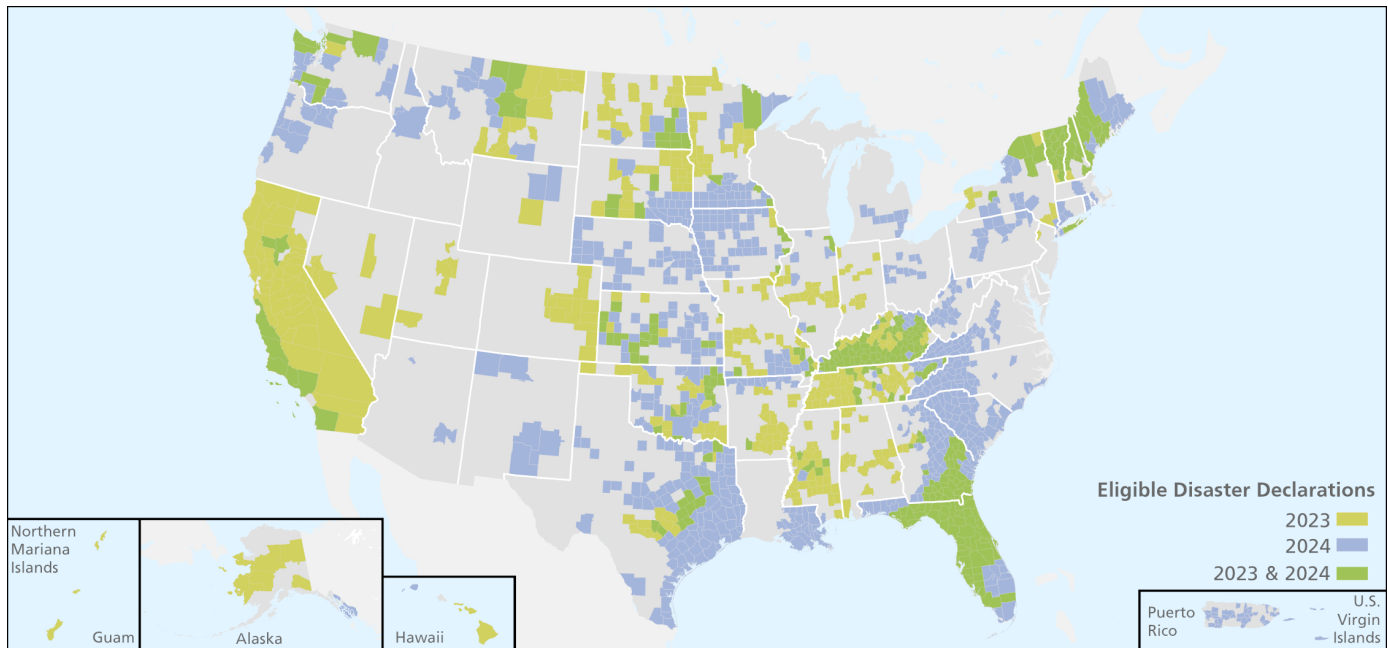 Eligible Disaster Declarations
2023
2024
2023 & 2024
Northern
Mariana
Islands
Guam
Alaska
Hawaii
Puerto
Rico
U.S.
Virgin
Islands